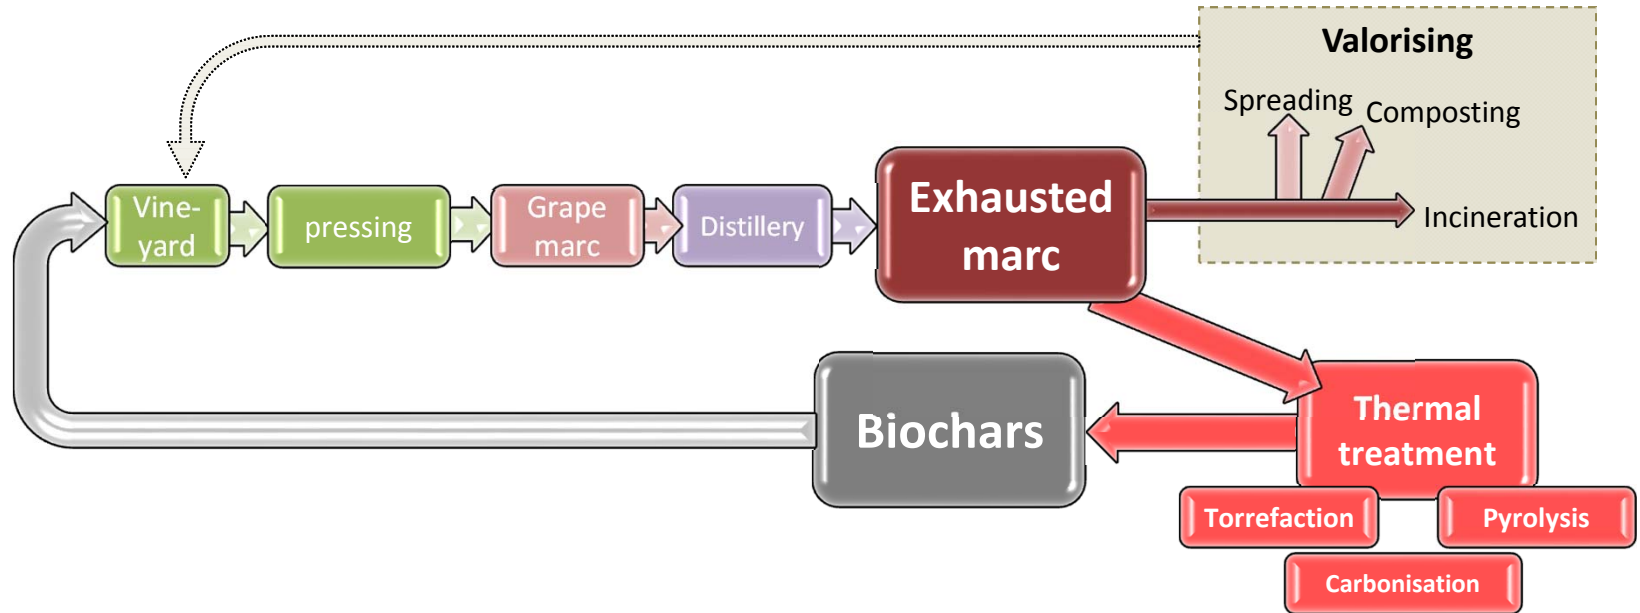 Valorising
Spreading
Composting
Incineration
Vine-
yard
pressing
Grape
marc
Distillery
Exhausted
marc
Biochars
Thermal
treatment
Torrefaction
Pyrolysis
Carbonisation